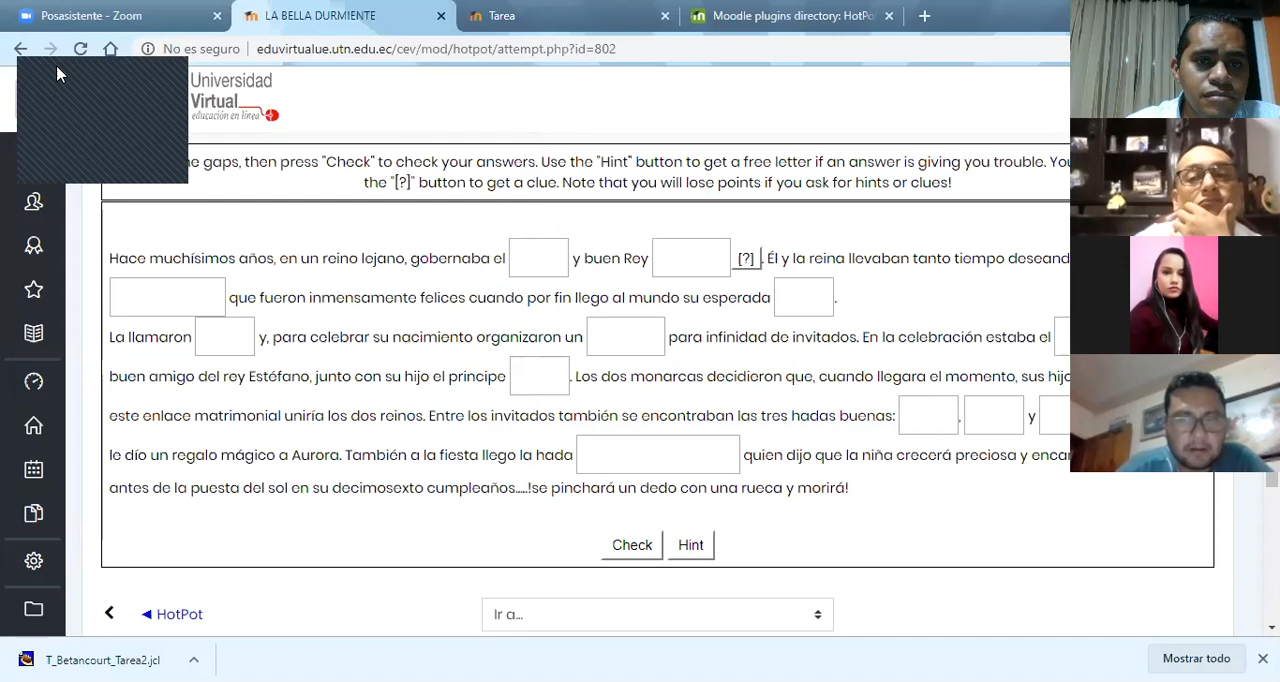 Posasistente - Zoom
LA BELLA DURMIENTE
Tarea
Moodle plugins directory: HotPo
No es seguro
eduvirtualue.utn.edu.ec/cev/mod/hotpot/attempt.php?id=802
Universidad
Virtual
educación en línea
ne gaps, then press "Check" to check your answers. Use the "Hint" button to get a free letter if an answer is giving you trouble. You
the "[?]" button to get a clue. Note that you will lose points if you ask for hints or clues!
Hace muchísimos años, en un reino lejano, gobernaba el y buen Rey [?]. Él y la reina llevaban tanto tiempo deseand
que fueron inmensamente felices cuando por fin llego al mundo su esperada .
La llamaron y, para celebrar su nacimiento organizaron un para infinidad de invitados. En la celebración estaba el
buen amigo del rey Estéfano, junto con su hijo el principe . Los dos monarcas decidieron que, cuando llegara el momento, sus hijo
este enlace matrimonial uniría los dos reinos. Entre los invitados también se encontraban las tres hadas buenas: , y
le dío un regalo mágico a Aurora. También a la fiesta llego la hada quien dijo que la niña crecerá preciosa y encan
antes de la puesta del sol en su decimosexto cumpleaños.....!se pinchará un dedo con una rueca y morirá!
Check Hint
◄ HotPot
Ir a...
T_Betancourt_Tarea2.jcl
Mostrar todo